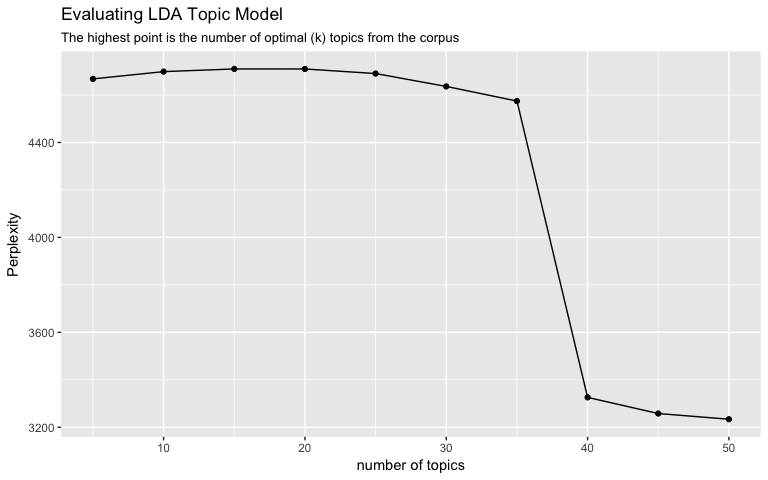 Evaluating LDA Topic Model
The highest point is the number of optimal (k) topics from the corpus
Perplexity
4400
4000
3600
3200
10 20 30 40 50
number of topics